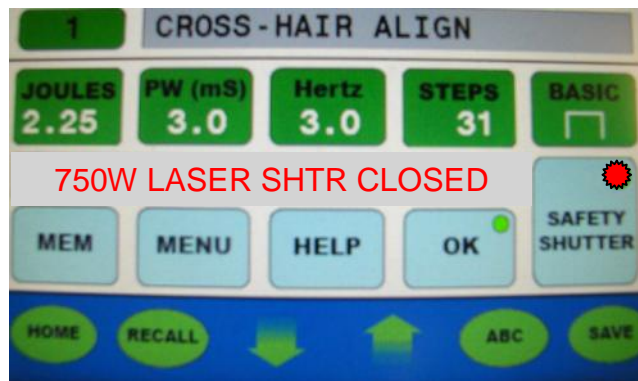 1 CROSS-HAIR ALIGN
JOULES PW (mS) Hertz STEPS BASIC
2.25 3.0 3.0 31
750W LASER SHTR CLOSED
SAFETY
MEM MENU HELP OK SHUTTER
HOME RECALL ABC SAVE